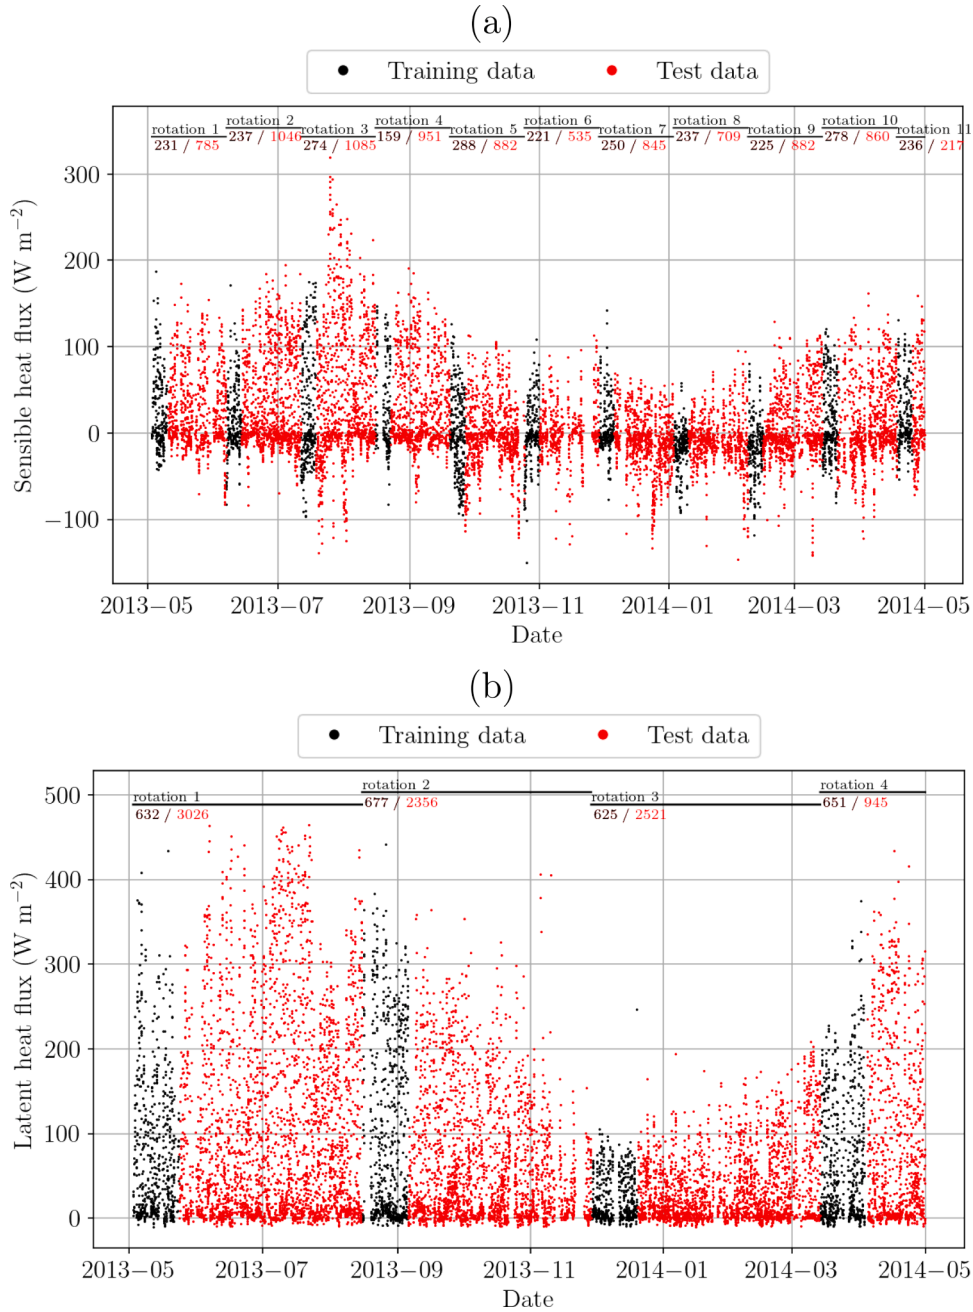 (a)
Training data Test data
rotation 1 rotation 2 rotation 3 rotation 4 rotation 5 rotation 6 rotation 7 rotation 8 rotation 9 rotation 10 rotation 11
231 / 785 237 / 1046 274 / 1085 159 / 951 288 / 882 221 / 535 250 / 845 237 / 709 225 / 882 278 / 860 236 / 217
300
200
100
0
−100
Sensible heat flux (W m−2)
2013−05 2013−07 2013−09 2013−11 2014−01 2014−03 2014−05
Date
(b)
Training data Test data
rotation 1 rotation 2 rotation 3 rotation 4
632 / 3026 677 / 2356 625 / 2521 651 / 945
500
400
300
200
100
0
Latent heat flux (W m−2)
2013−05 2013−07 2013−09 2013−11 2014−01 2014−03 2014−05
Date